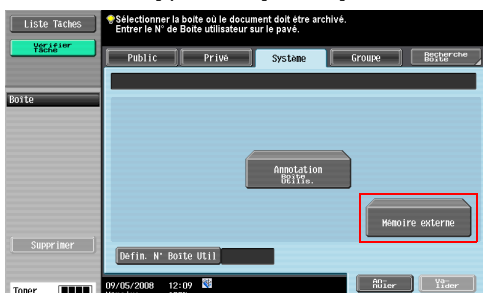 Liste Tâches
Sélectionner la boîte où le document doit être archivé.
Entrer le N° de Boîte utilisateur sur le pavé.
Vérifier
Tâche
Public
Privé
Système
Groupe
Recherche
Boîte
Boîte
Annotation
Boîte
Utilis.
Mémoire externe
Supprimer
Défin. N° Boîte Util
Toner
09/05/2008 12:09
An-
nuler
Va-
lider